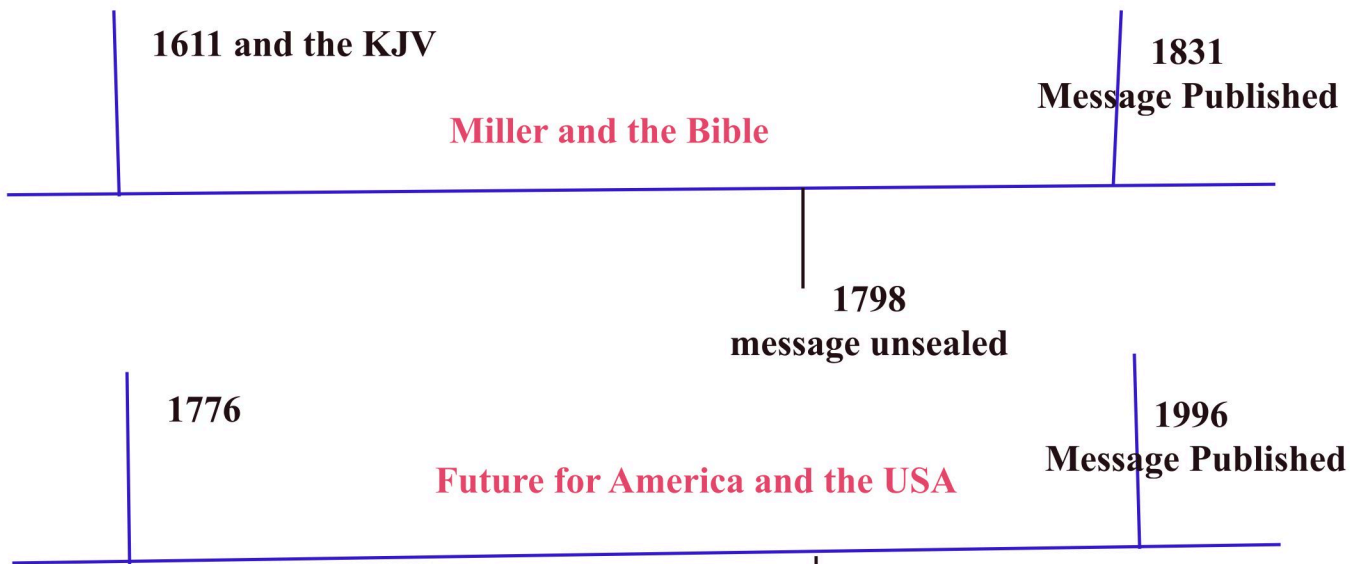 1611 and the KJV
1831
Message Published
Miller and the Bible
1798
message unsealed
1776
1996
Message Published
Future for America and the USA